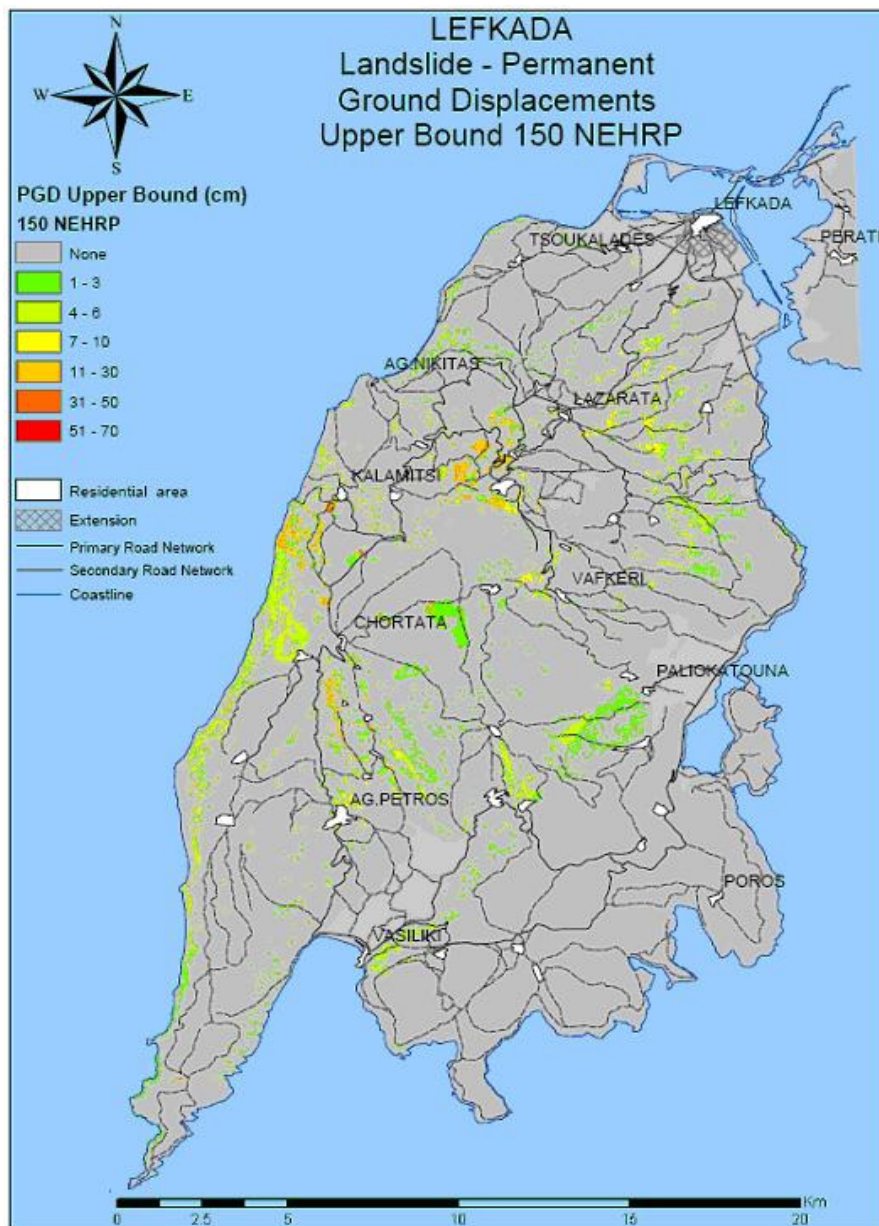 LEFKADA
Landslide - Permanent
Ground Displacements
Upper Bound 150 NEHRP
N
W E
S
PGD Upper Bound (cm)
150 NEHRP
None
1 - 3
4 - 6
7 - 10
11 - 30
31 - 50
51 - 70
Residential area
Extension
Primary Road Network
Secondary Road Network
Coastline
LEFKADA
TSOUKALADES
PERATI
AG.NIKITAS
LAZARATA
KALAMITSI
VAFKERI
CHORTATA
PALIOKATOUNA
AG.PETROS
POROS
VASILIKI
Km
0 2.5 5 10 15 20